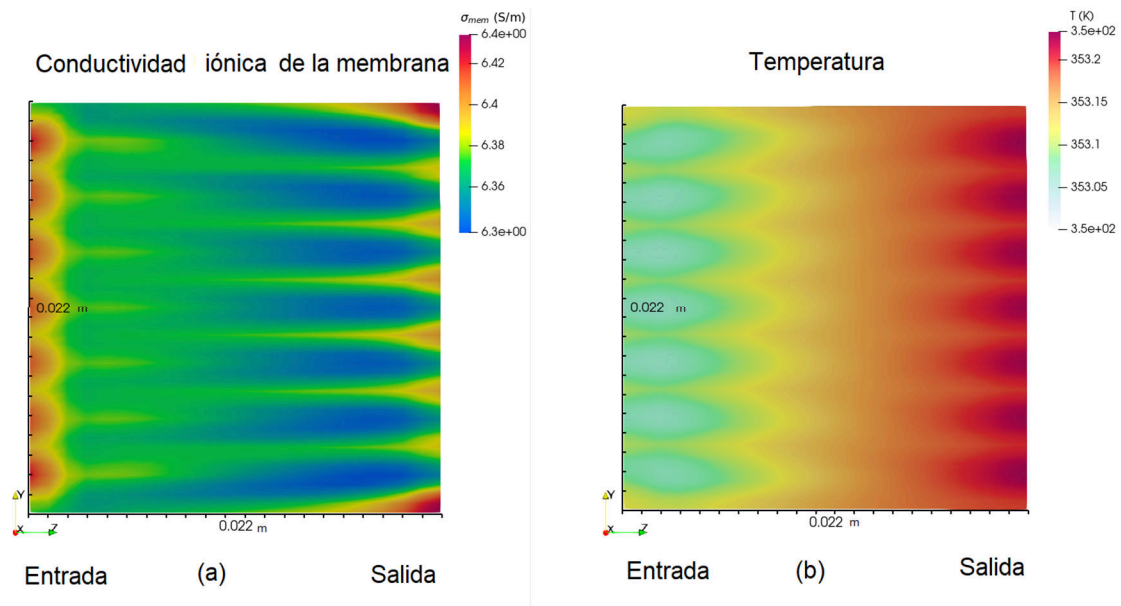 σmem (S/m)
6.4e+00
6.42
6.4
6.38
6.36
6.3e+00
Conductividad iónica de la membrana
0.022 m
Y
X Z
0.022 m
Entrada (a) Salida
T (K)
3.5e+02
353.2
353.15
353.1
353.05
3.5e+02
Temperatura
0.022 m
Y
X Z
0.022 m
Entrada (b) Salida